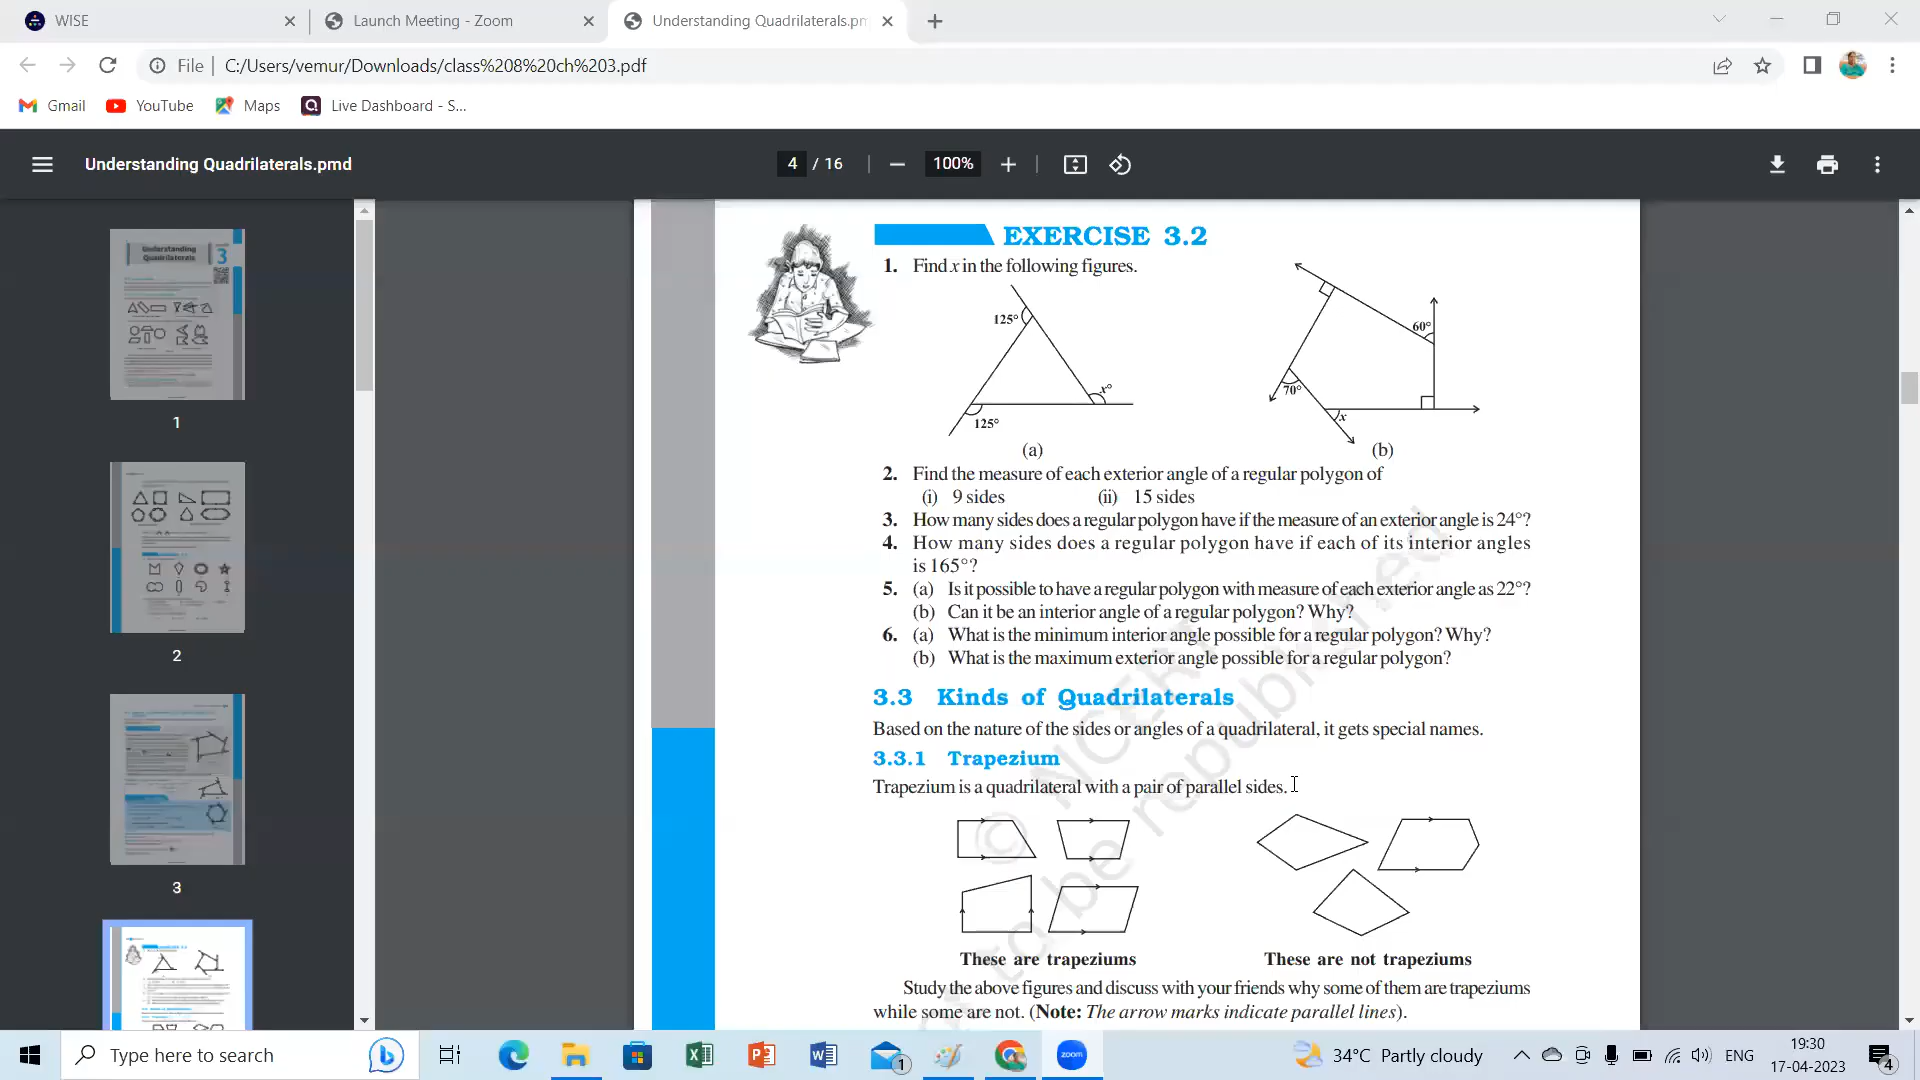 WISE
Launch Meeting - Zoom
Understanding Quadrilaterals.pm
File
C:/Users/vemur/Downloads/class%208%20ch%203.pdf
Gmail
YouTube
Maps
Live Dashboard - S...
Understanding Quadrilaterals.pmd
4 / 16
100%
Understanding
Quadrilaterals
3
1
2
3
EXERCISE 3.2
1. Find x in the following figures.
125°
x°
125°
(a)
60°
70°
x
(b)
2. Find the measure of each exterior angle of a regular polygon of
(i) 9 sides (ii) 15 sides
3. How many sides does a regular polygon have if the measure of an exterior angle is 24°?
4. How many sides does a regular polygon have if each of its interior angles
is 165°?
5. (a) Is it possible to have a regular polygon with measure of each exterior angle as 22°?
(b) Can it be an interior angle of a regular polygon? Why?
6. (a) What is the minimum interior angle possible for a regular polygon? Why?
(b) What is the maximum exterior angle possible for a regular polygon?
3.3 Kinds of Quadrilaterals
Based on the nature of the sides or angles of a quadrilateral, it gets special names.
3.3.1 Trapezium
Trapezium is a quadrilateral with a pair of parallel sides.
These are trapeziums
These are not trapeziums
Study the above figures and discuss with your friends why some of them are trapeziums
while some are not. (Note: The arrow marks indicate parallel lines).
© NCERT
to be republished
Type here to search
zoom
1
34°C Partly cloudy
ENG
19:30
17-04-2023
4